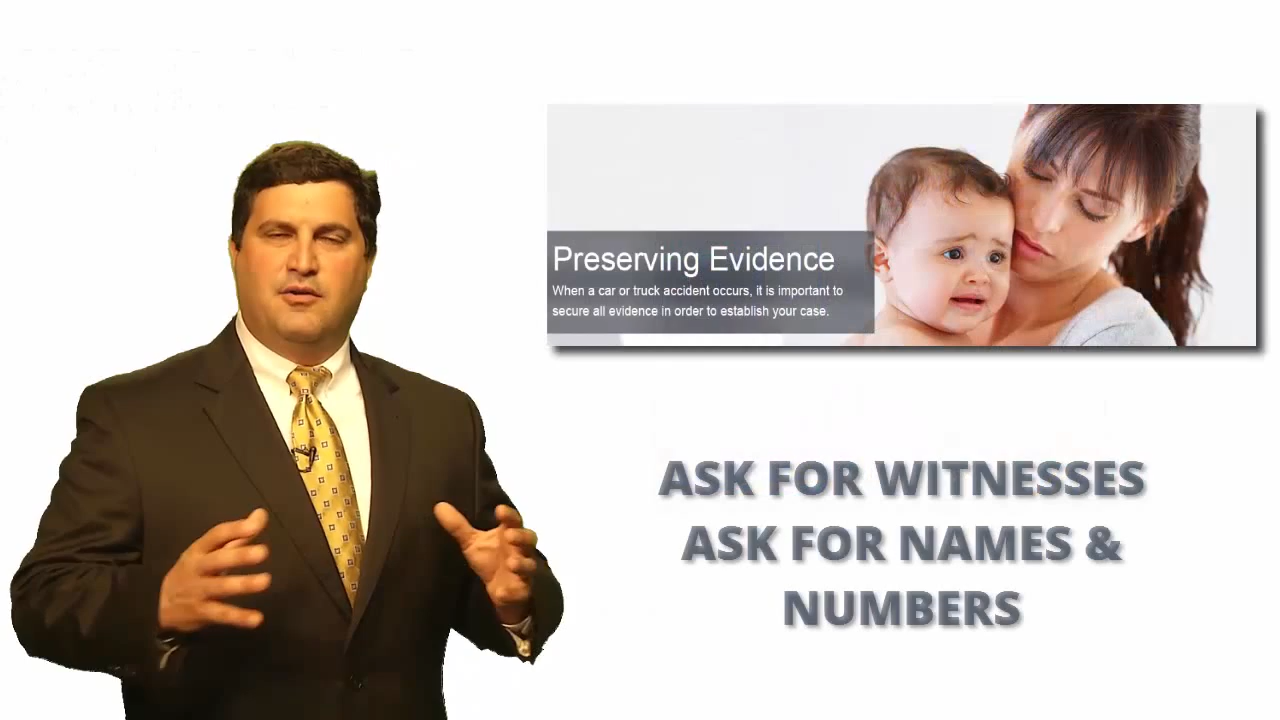 Preserving Evidence
When a car or truck accident occurs, it is important to
secure all evidence in order to establish your case.
ASK FOR WITNESSES
ASK FOR NAMES &
NUMBERS